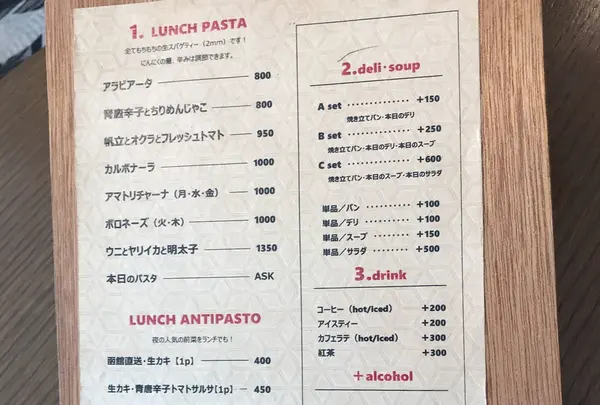 1. LUNCH PASTA
全てもちもちの生スパゲティー(2mm)です!
にんにくの量、辛みは調節できます。
アラビアータ 800
青唐辛子とちりめんじゃこ 800
帆立とオクラとフレッシュトマト 950
カルボナーラ 1000
アマトリチャーナ(月・水・金) 1000
ボロネーズ(火・木) 1000
ウニとヤリイカと明太子 1350
本日のパスタ ASK
LUNCH ANTIPASTO
夜の人気の前菜をランチでも!
函館直送・生カキ【1p】 400
生カキ・青唐辛子トマトサルサ【1p】 450
2.deli・soup
A set ‥‥‥‥‥ +150
焼き立てパン・本日のデリ
B set ‥‥‥‥‥ +250
焼き立てパン・本日のデリ・本日のスープ
C set ‥‥‥‥‥ +600
焼き立てパン・本日のスープ・本日のサラダ
単品/パン ‥‥‥‥ +100
単品/デリ ‥‥‥‥ +100
単品/スープ ‥‥‥‥ +150
単品/サラダ ‥‥‥‥ +500
3.drink
コーヒー(hot/iced) +200
アイスティー +200
カフェラテ(hot/iced) +300
紅茶 +300
+alcohol